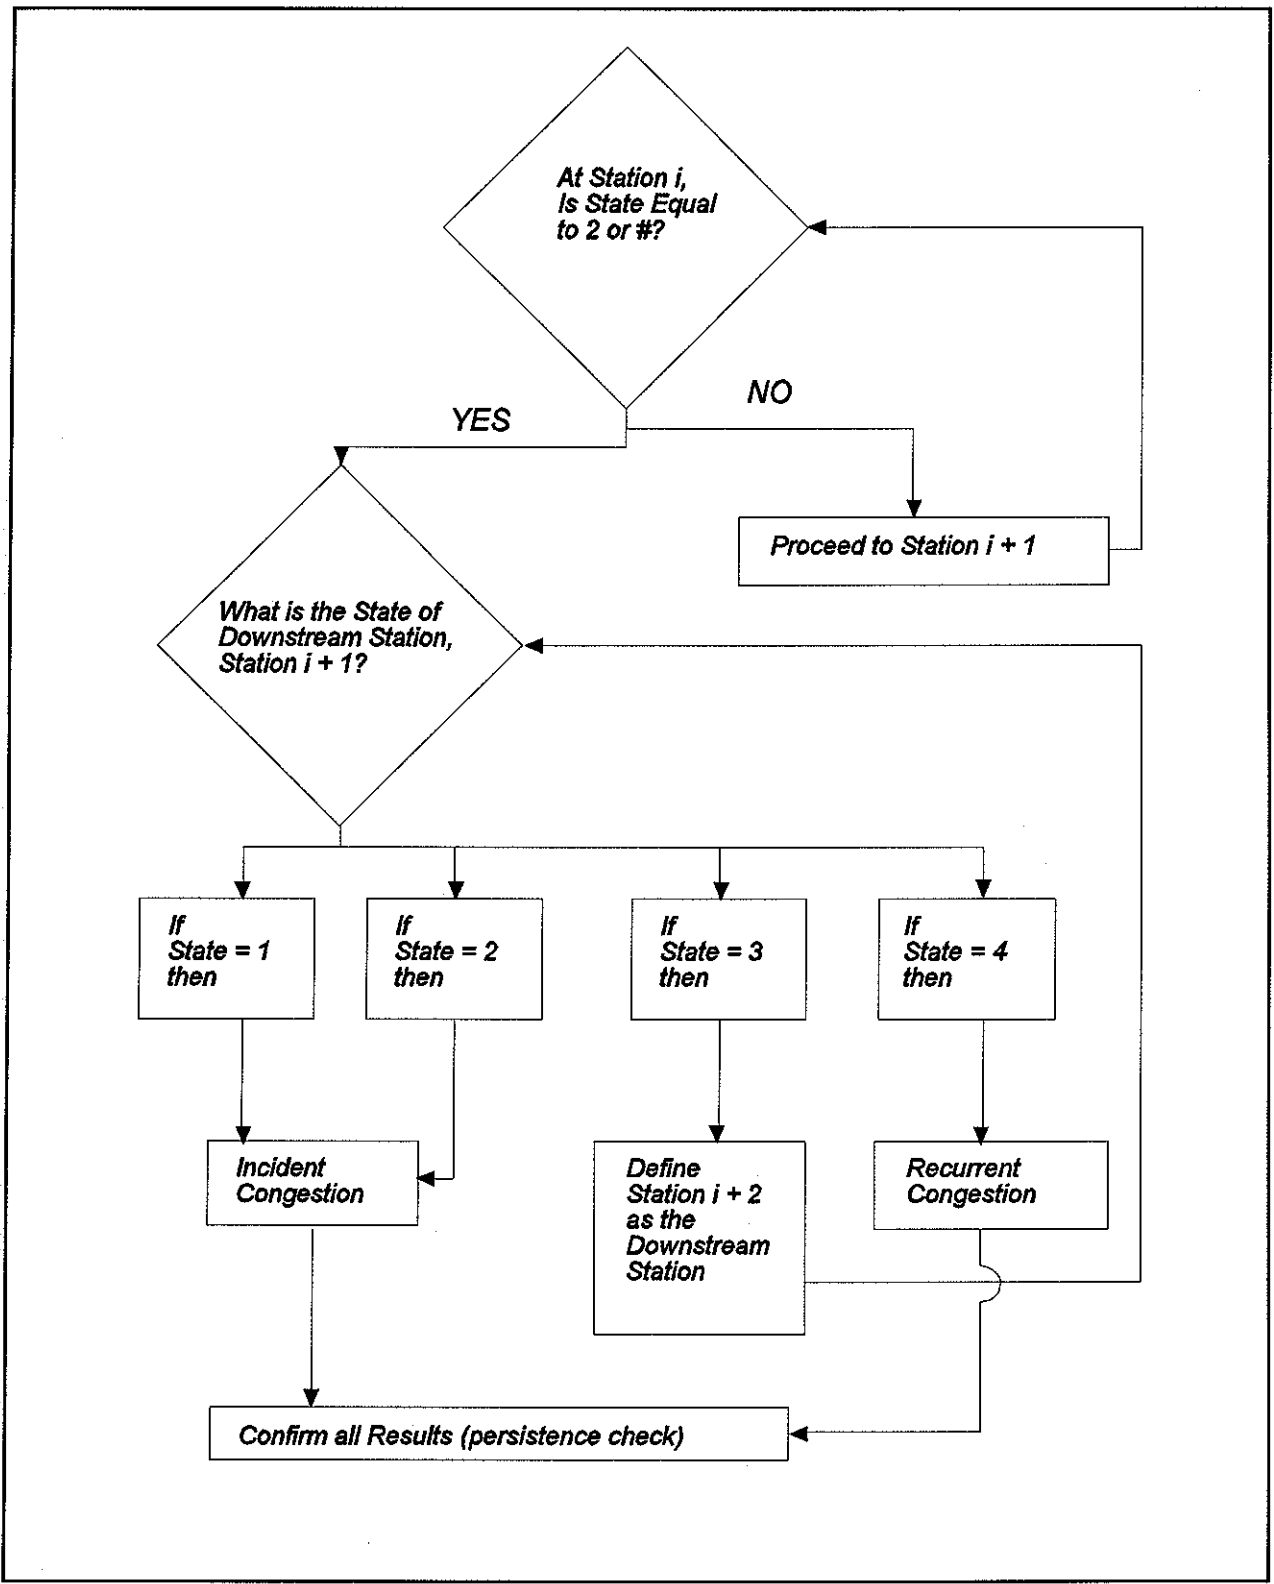 At Station i,
Is State Equal
to 2 or #?
NO
YES
Proceed to Station i + 1
What is the State of
Downstream Station,
Station i + 1?
If
State = 1
then
If
State = 2
then
If
State = 3
then
If
State = 4
then
Incident
Congestion
Define
Station i + 2
as the
Downstream
Station
Recurrent
Congestion
Confirm all Results (persistence check)